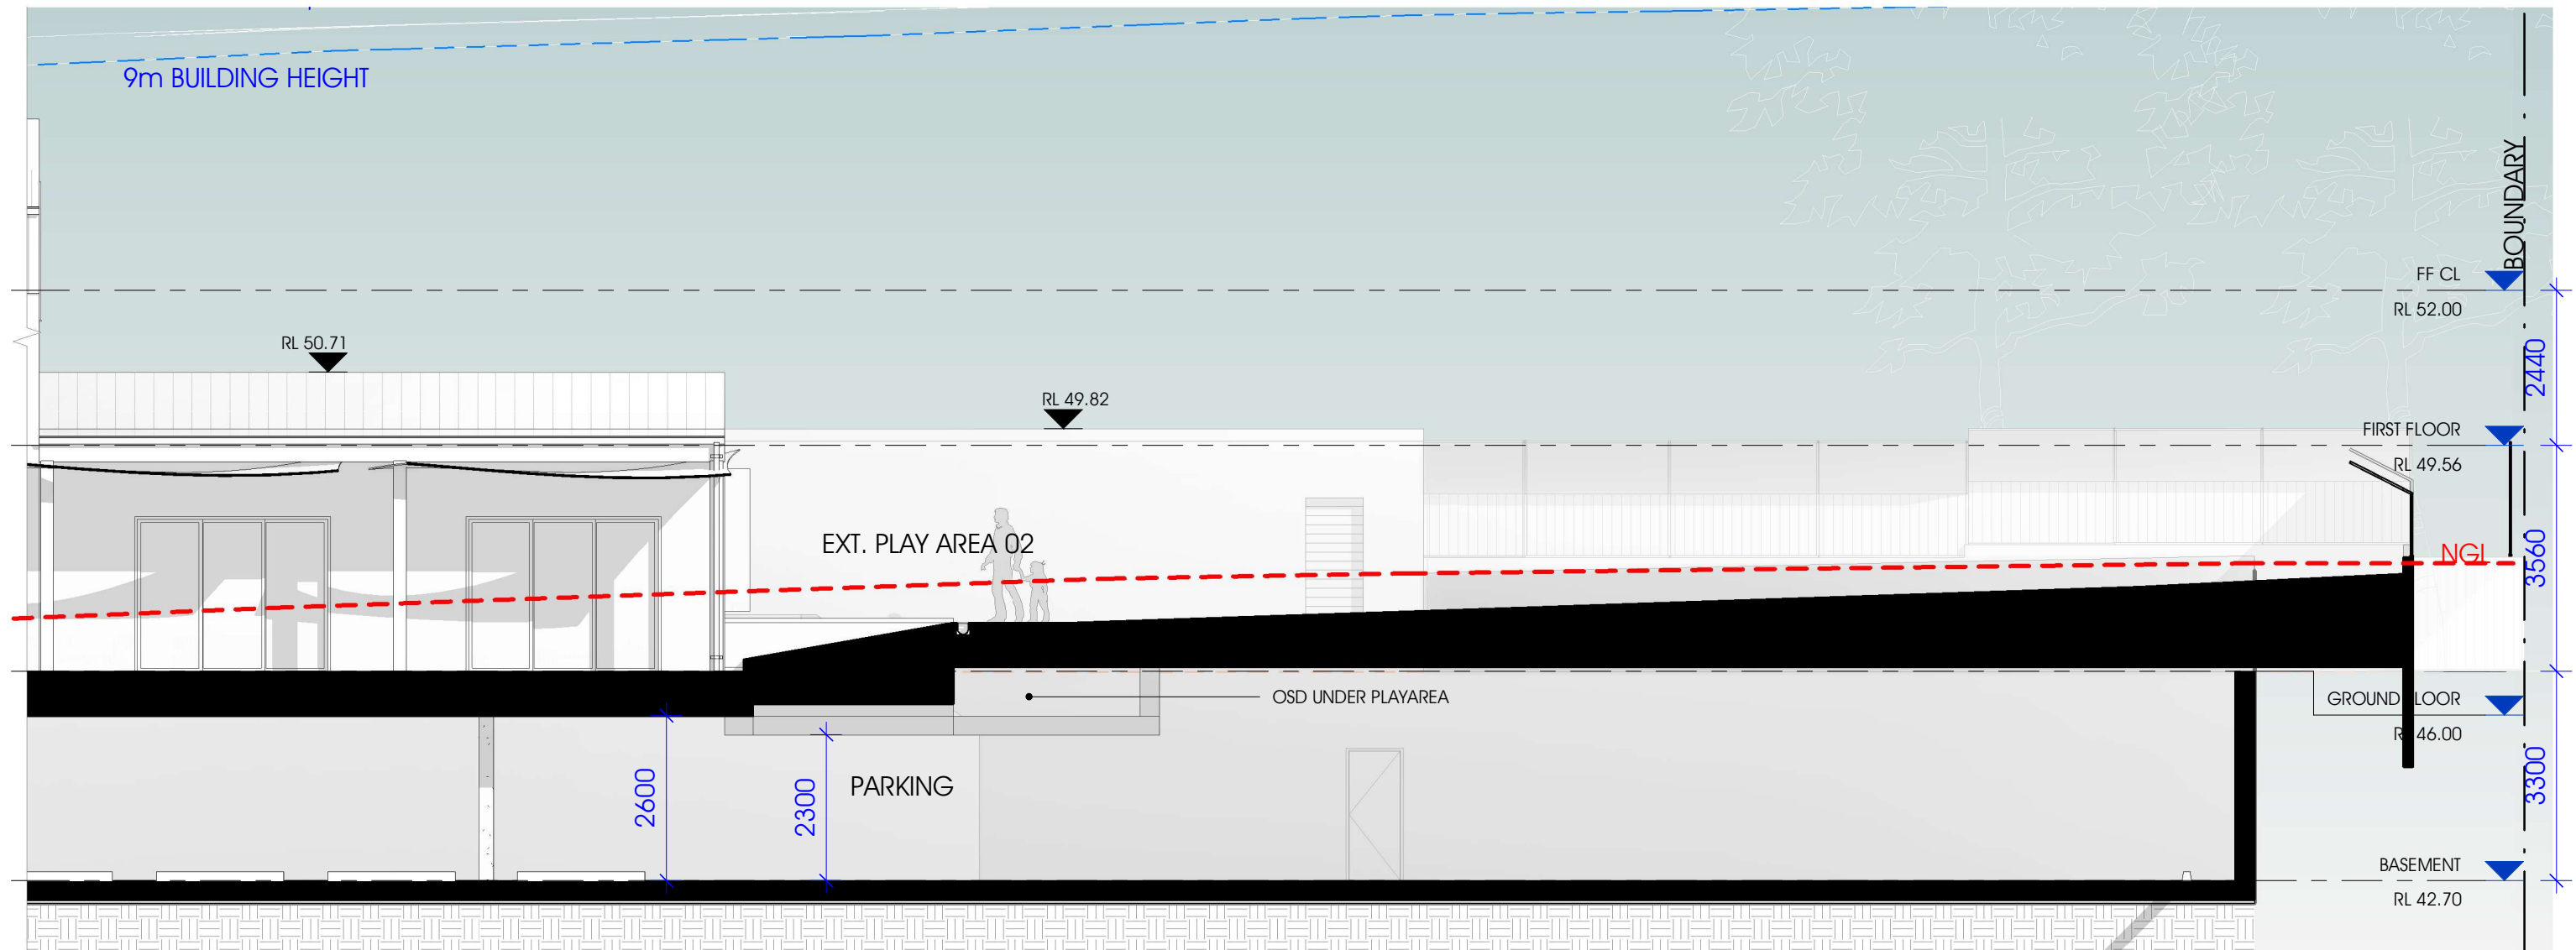 9m BUILDING HEIGHT
BOUNDARY
FF CL
RL 52.00
RL 50.71
2440
RL 49.82
FIRST FLOOR
RL 49.56
EXT. PLAY AREA 02
NGL
3560
OSD UNDER PLAYAREA
GROUND FLOOR
RL 46.00
2600
2300
PARKING
3300
BASEMENT
RL 42.70